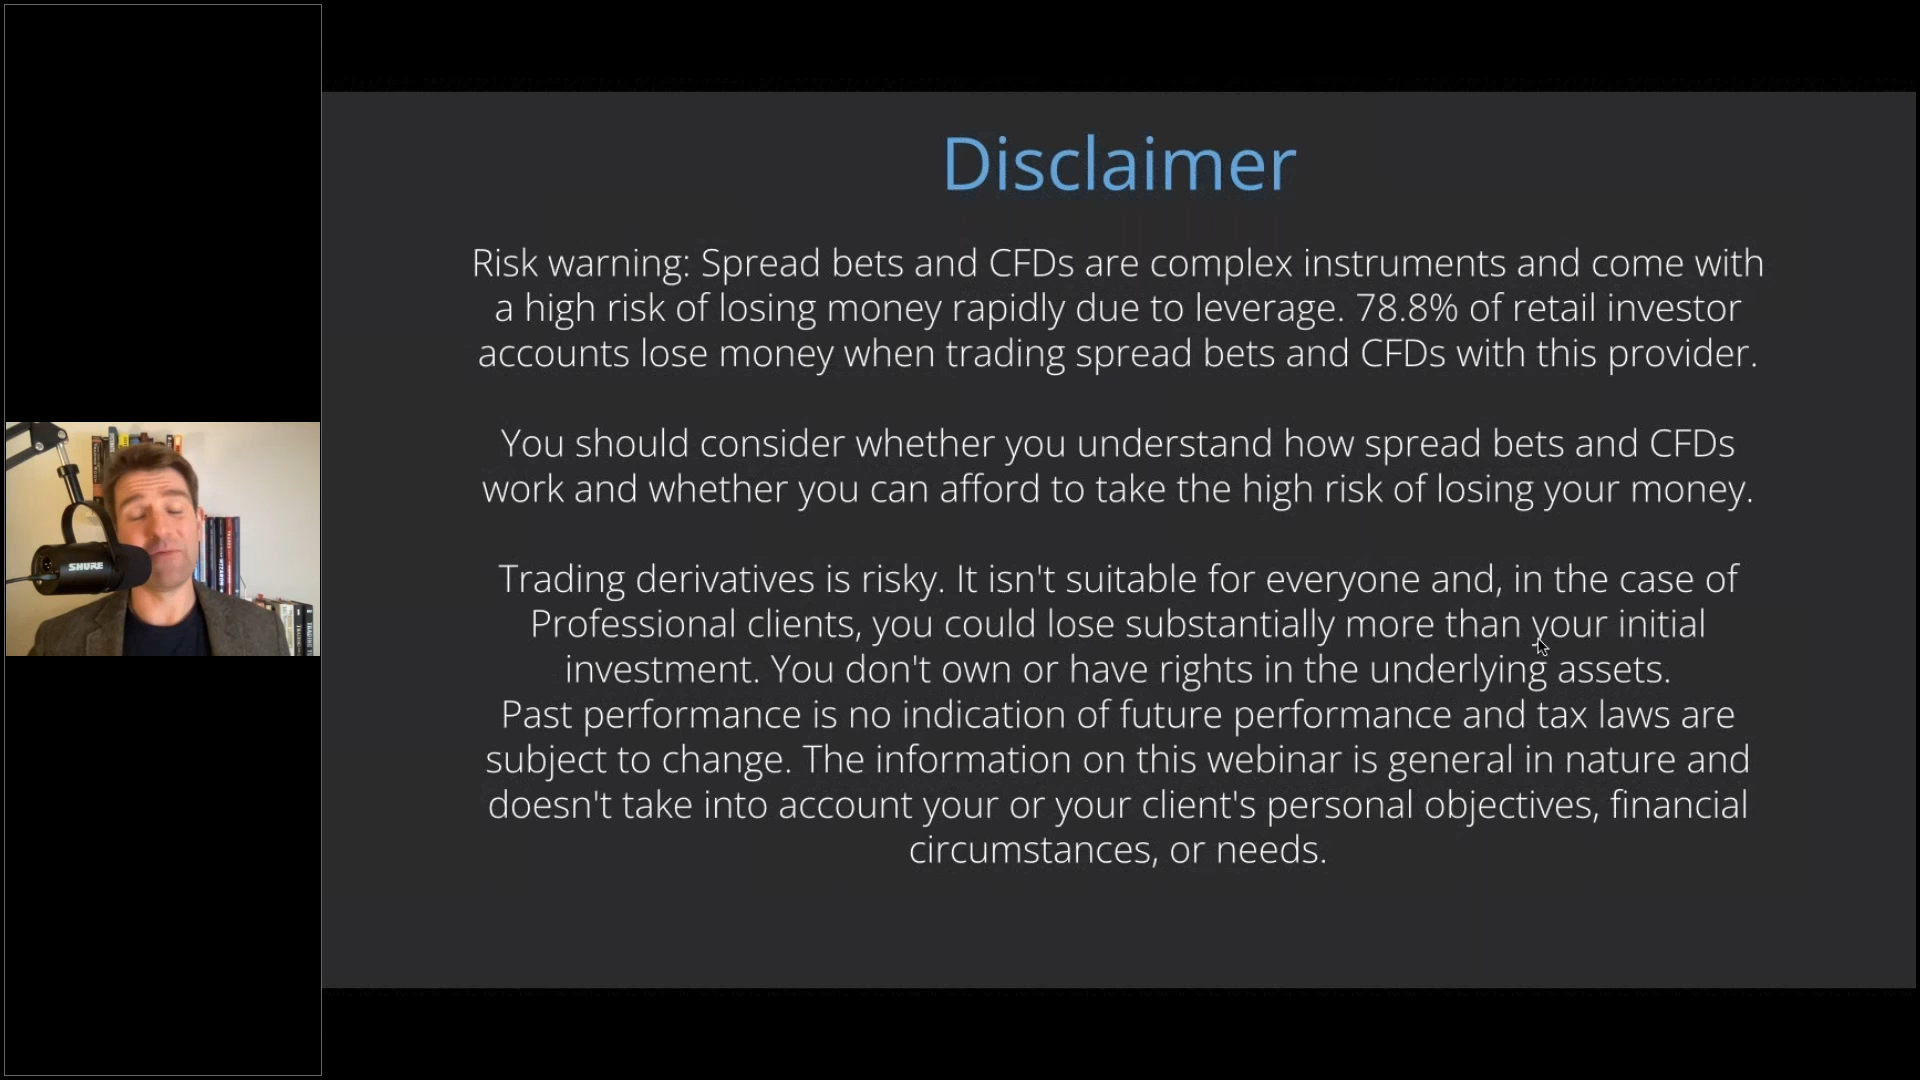 Disclaimer
Risk warning: Spread bets and CFDs are complex instruments and come with
a high risk of losing money rapidly due to leverage. 78.8% of retail investor
accounts lose money when trading spread bets and CFDs with this provider.
You should consider whether you understand how spread bets and CFDs
work and whether you can afford to take the high risk of losing your money.
Trading derivatives is risky. It isn't suitable for everyone and, in the case of
Professional clients, you could lose substantially more than your initial
investment. You don't own or have rights in the underlying assets.
Past performance is no indication of future performance and tax laws are
subject to change. The information on this webinar is general in nature and
doesn't take into account your or your client's personal objectives, financial
circumstances, or needs.
SHURE